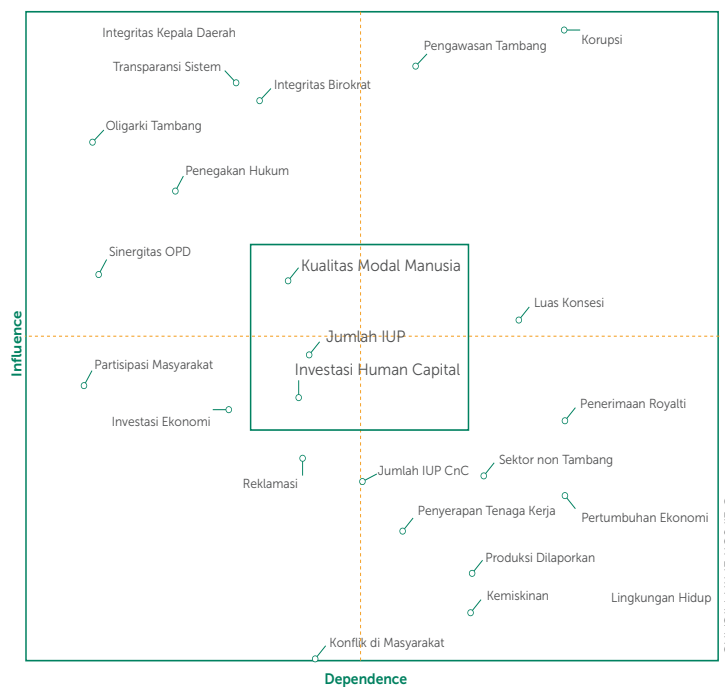 Integritas Kepala Daerah
Korupsi
Pengawasan Tambang
Transparansi Sistem
Integritas Birokrat
Oligarki Tambang
Penegakan Hukum
Sinergitas OPD
Kualitas Modal Manusia
Luas Konsesi
Influence
Jumlah IUP
Partisipasi Masyarakat
Investasi Human Capital
Penerimaan Royalti
Investasi Ekonomi
Sektor non Tambang
Jumlah IUP CnC
Reklamasi
Penyerapan Tenaga Kerja
Pertumbuhan Ekonomi
Produksi Dilaporkan
Kemiskinan
Lingkungan Hidup
Konflik di Masyarakat
Dependence